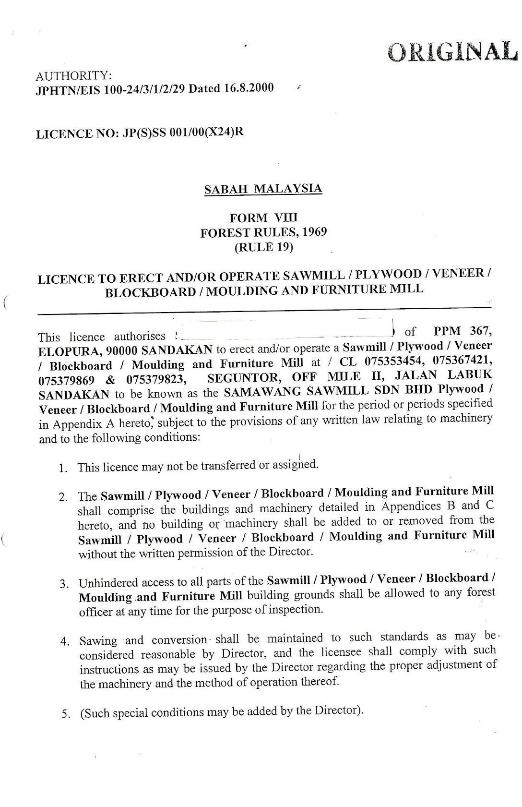 ORIGINAL
AUTHORITY:
JPHTN/EIS 100-24/3/1/2/29 Dated 16.8.2000
LICENCE NO: JP(S)SS 001/00(X24)R
SABAH MALAYSIA
FORM VIII
FOREST RULES, 1969
(RULE 19)
LICENCE TO ERECT AND/OR OPERATE SAWMILL / PLYWOOD / VENEER /
BLOCKBOARD / MOULDING AND FURNITURE MILL
This licence authorises of PPM 367,
ELOPURA, 90000 SANDAKAN to erect and/or operate a Sawmill / Plywood / Veneer
/ Blockboard / Moulding and Furniture Mill at / CL 075353454, 075367421,
075379869 & 075379823, SEGUNTOR, OFF MILE II, JALAN LABUK
SANDAKAN to be known as the SAMAWANG SAWMILL SDN BHD Plywood /
Veneer / Blockboard / Moulding and Furniture Mill for the period or periods specified
in Appendix A hereto, subject to the provisions of any written law relating to machinery
and to the following conditions:
1. This licence may not be transferred or assigned.
2. The Sawmill / Plywood / Veneer / Blockboard / Moulding and Furniture Mill
shall comprise the buildings and machinery detailed in Appendices B and C
hereto, and no building or machinery shall be added to or removed from the
Sawmill / Plywood / Veneer / Blockboard / Moulding and Furniture Mill
without the written permission of the Director.
3. Unhindered access to all parts of the Sawmill / Plywood / Veneer / Blockboard /
Moulding and Furniture Mill building grounds shall be allowed to any forest
officer at any time for the purpose of inspection.
4. Sawing and conversion shall be maintained to such standards as may be
considered reasonable by Director, and the licensee shall comply with such
instructions as may be issued by the Director regarding the proper adjustment of
the machinery and the method of operation thereof.
5. (Such special conditions may be added by the Director).